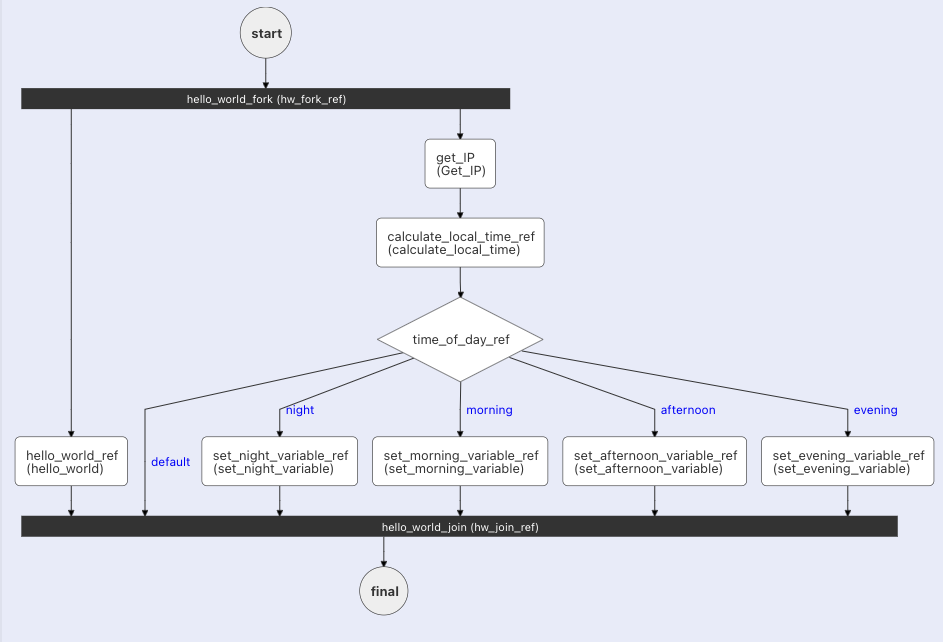 start
hello_world_fork (hw_fork_ref)
get_IP
(Get_IP)
calculate_local_time_ref
(calculate_local_time)
time_of_day_ref
night
morning
afternoon
evening
default
hello_world_ref
(hello_world)
set_night_variable_ref
(set_night_variable)
set_morning_variable_ref
(set_morning_variable)
set_afternoon_variable_ref
(set_afternoon_variable)
set_evening_variable_ref
(set_evening_variable)
hello_world_join (hw_join_ref)
final